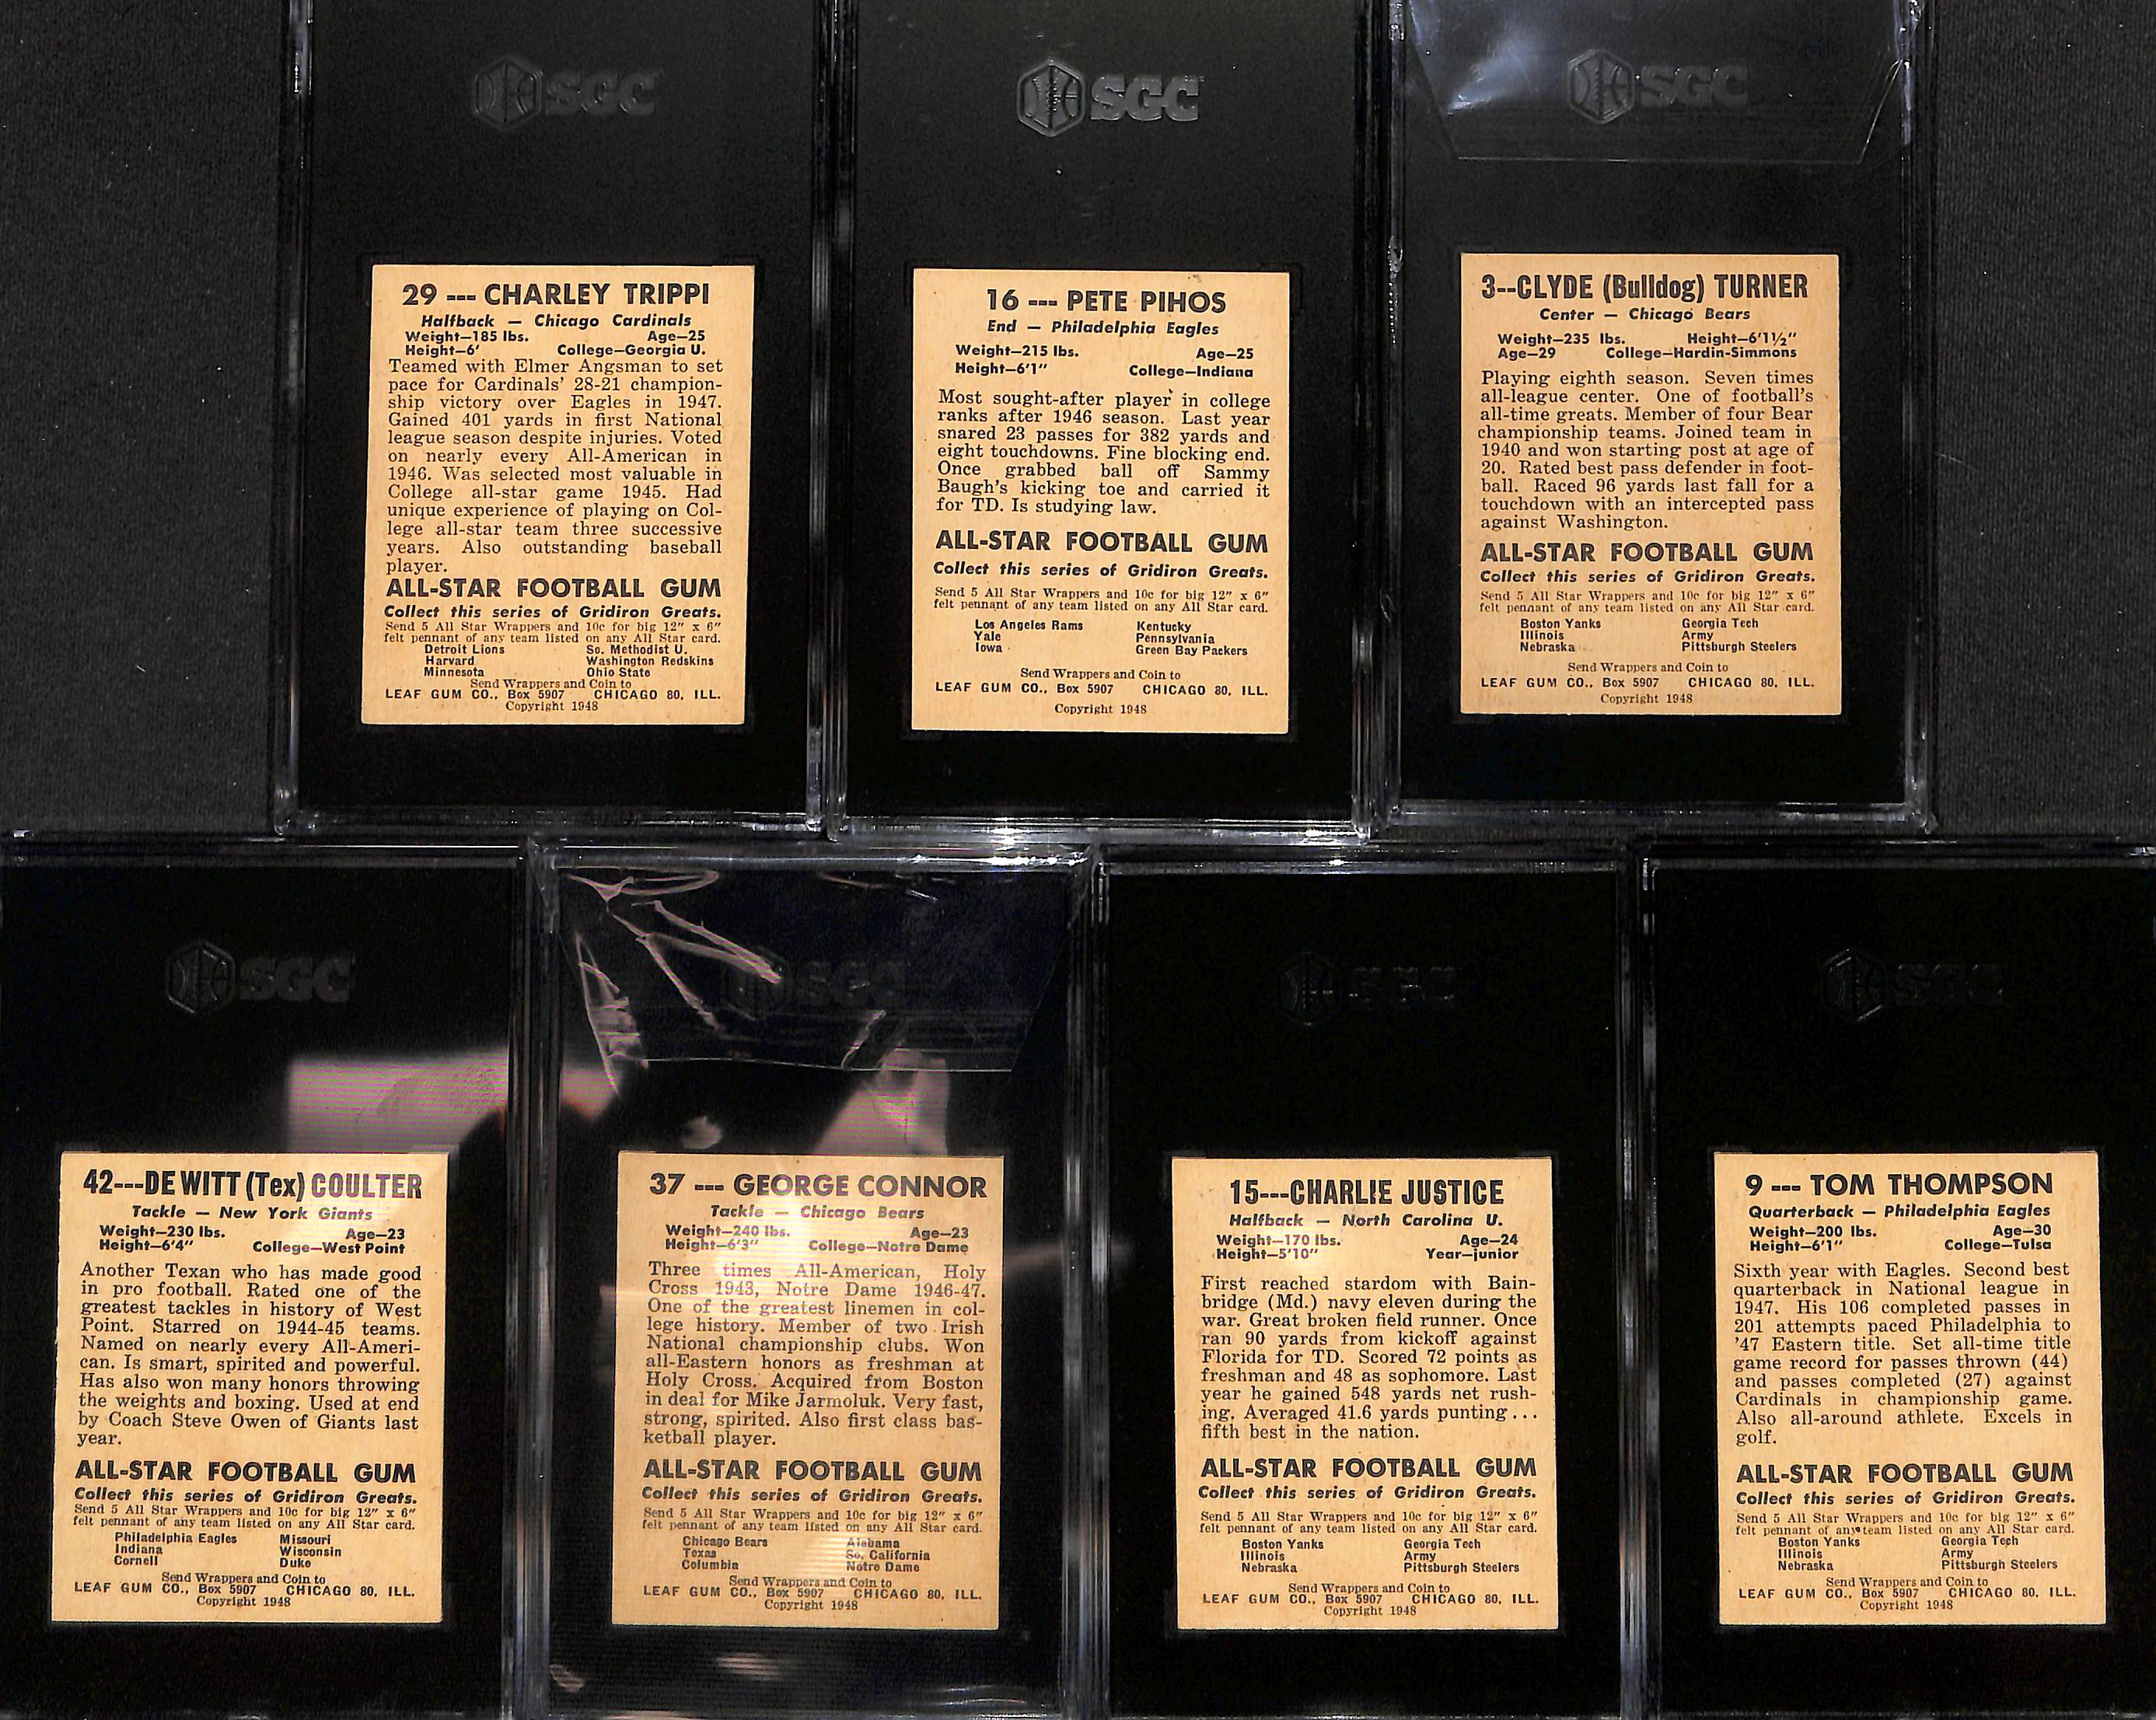 SGC
29 --- CHARLEY TRIPPI
Halfback — Chicago Cardinals
Weight—185 lbs. Age—25
Height—6' College—Georgia U.
Teamed with Elmer Angsman to set
pace for Cardinals' 28-21 champion-
ship victory over Eagles in 1947.
Gained 401 yards in first National
league season despite injuries. Voted
on nearly every All-American in
1946. Was selected most valuable in
College all-star game 1945. Had
unique experience of playing on Col-
lege all-star team three successive
years. Also outstanding baseball
player.
ALL-STAR FOOTBALL GUM
Collect this series of Gridiron Greats.
Send 5 All Star Wrappers and 10c for big 12" x 6"
felt pennant of any team listed on any All Star card.
Detroit Lions So. Methodist U.
Harvard Washington Redskins
Minnesota Ohio State
Send Wrappers and Coin to
LEAF GUM CO., Box 5907 CHICAGO 80, ILL.
Copyright 1948
SGC
16 --- PETE PIHOS
End — Philadelphia Eagles
Weight—215 lbs. Age—25
Height—6'1" College—Indiana
Most sought-after player in college
ranks after 1946 season. Last year
snared 23 passes for 382 yards and
eight touchdowns. Fine blocking end.
Once grabbed ball off Sammy
Baugh's kicking toe and carried it
for TD. Is studying law.
ALL-STAR FOOTBALL GUM
Collect this series of Gridiron Greats.
Send 5 All Star Wrappers and 10c for big 12" x 6"
felt pennant of any team listed on any All Star card.
Los Angeles Rams Kentucky
Yale Pennsylvania
Iowa Green Bay Packers
Send Wrappers and Coin to
LEAF GUM CO., Box 5907 CHICAGO 80, ILL.
Copyright 1948
SGC
3--CLYDE (Bulldog) TURNER
Center — Chicago Bears
Weight—235 lbs. Height—6'1½"
Age—29 College—Hardin-Simmons
Playing eighth season. Seven times
all-league center. One of football's
all-time greats. Member of four Bear
championship teams. Joined team in
1940 and won starting post at age of
20. Rated best pass defender in foot-
ball. Raced 96 yards last fall for a
touchdown with an intercepted pass
against Washington.
ALL-STAR FOOTBALL GUM
Collect this series of Gridiron Greats.
Send 5 All Star Wrappers and 10c for big 12" x 6"
felt pennant of any team listed on any All Star card.
Boston Yanks Georgia Tech
Illinois Army
Nebraska Pittsburgh Steelers
Send Wrappers and Coin to
LEAF GUM CO., Box 5907 CHICAGO 80, ILL.
Copyright 1948
SGC
42---DE WITT (Tex) COULTER
Tackle — New York Giants
Weight—230 lbs. Age—23
Height—6'4" College—West Point
Another Texan who has made good
in pro football. Rated one of the
greatest tackles in history of West
Point. Starred on 1944-45 teams.
Named on nearly every All-Ameri-
can. Is smart, spirited and powerful.
Has also won many honors throwing
the weights and boxing. Used at end
by Coach Steve Owen of Giants last
year.
ALL-STAR FOOTBALL GUM
Collect this series of Gridiron Greats.
Send 5 All Star Wrappers and 10c for big 12" x 6"
felt pennant of any team listed on any All Star card.
Philadelphia Eagles Missouri
Indiana Wisconsin
Cornell Duke
Send Wrappers and Coin to
LEAF GUM CO., Box 5907 CHICAGO 80, ILL.
Copyright 1948
SGC
37 --- GEORGE CONNOR
Tackle — Chicago Bears
Weight—240 lbs. Age—23
Height—6'3" College—Notre Dame
Three times All-American, Holy
Cross 1943, Notre Dame 1946-47.
One of the greatest linemen in col-
lege history. Member of two Irish
National championship clubs. Won
all-Eastern honors as freshman at
Holy Cross. Acquired from Boston
in deal for Mike Jarmoluk. Very fast,
strong, spirited. Also first class bas-
ketball player.
ALL-STAR FOOTBALL GUM
Collect this series of Gridiron Greats.
Send 5 All Star Wrappers and 10c for big 12" x 6"
felt pennant of any team listed on any All Star card.
Chicago Bears Alabama
Texas So. California
Columbia Notre Dame
Send Wrappers and Coin to
LEAF GUM CO., Box 5907 CHICAGO 80, ILL.
Copyright 1948
SGC
15---CHARLIE JUSTICE
Halfback — North Carolina U.
Weight—170 lbs. Age—24
Height—5'10" Year—junior
First reached stardom with Bain-
bridge (Md.) navy eleven during the
war. Great broken field runner. Once
ran 90 yards from kickoff against
Florida for TD. Scored 72 points as
freshman and 48 as sophomore. Last
year he gained 548 yards net rush-
ing. Averaged 41.6 yards punting...
fifth best in the nation.
ALL-STAR FOOTBALL GUM
Collect this series of Gridiron Greats.
Send 5 All Star Wrappers and 10c for big 12" x 6"
felt pennant of any team listed on any All Star card.
Boston Yanks Georgia Tech
Illinois Army
Nebraska Pittsburgh Steelers
Send Wrappers and Coin to
LEAF GUM CO., Box 5907 CHICAGO 80, ILL.
Copyright 1948
SGC
9 --- TOM THOMPSON
Quarterback — Philadelphia Eagles
Weight—200 lbs. Age—30
Height—6'1" College—Tulsa
Sixth year with Eagles. Second best
quarterback in National league in
1947. His 106 completed passes in
201 attempts paced Philadelphia to
'47 Eastern title. Set all-time title
game record for passes thrown (44)
and passes completed (27) against
Cardinals in championship game.
Also all-around athlete. Excels in
golf.
ALL-STAR FOOTBALL GUM
Collect this series of Gridiron Greats.
Send 5 All Star Wrappers and 10c for big 12" x 6"
felt pennant of any team listed on any All Star card.
Boston Yanks Georgia Tech
Illinois Army
Nebraska Pittsburgh Steelers
Send Wrappers and Coin to
LEAF GUM CO., Box 5907 CHICAGO 80, ILL.
Copyright 1948